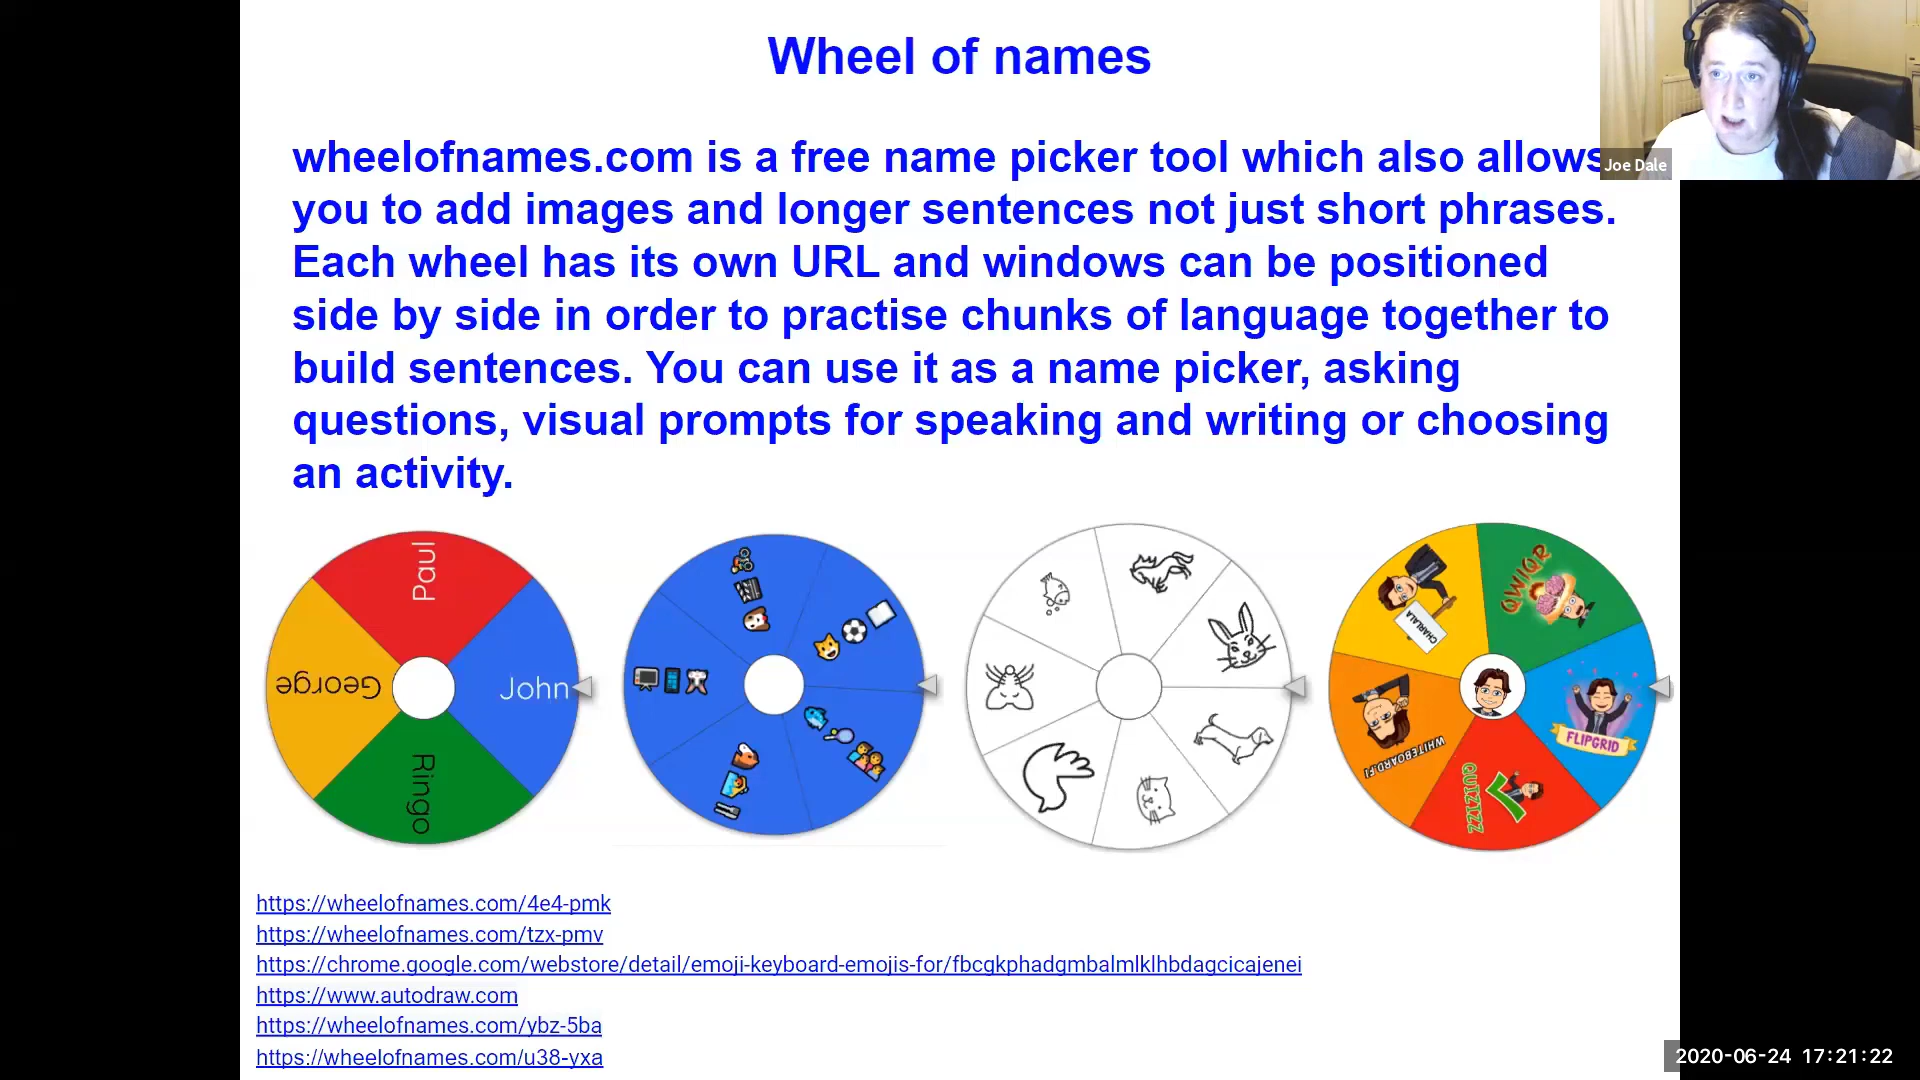 Wheel of names
Joe Dale
wheelofnames.com is a free name picker tool which also allows
you to add images and longer sentences not just short phrases.
Each wheel has its own URL and windows can be positioned
side by side in order to practise chunks of language together to
build sentences. You can use it as a name picker, asking
questions, visual prompts for speaking and writing or choosing
an activity.
Paul
George
John
Ringo
CHARLALA
QWIQR
FLIPGRID
WHITEBOARD.FI
QUIZIZZ
https://wheelofnames.com/4e4-pmk
https://wheelofnames.com/tzx-pmv
https://chrome.google.com/webstore/detail/emoji-keyboard-emojis-for/fbcgkphadgmbalmlklhbdagcicajenei
https://www.autodraw.com
https://wheelofnames.com/ybz-5ba
https://wheelofnames.com/u38-yxa
2020-06-24 17:21:22